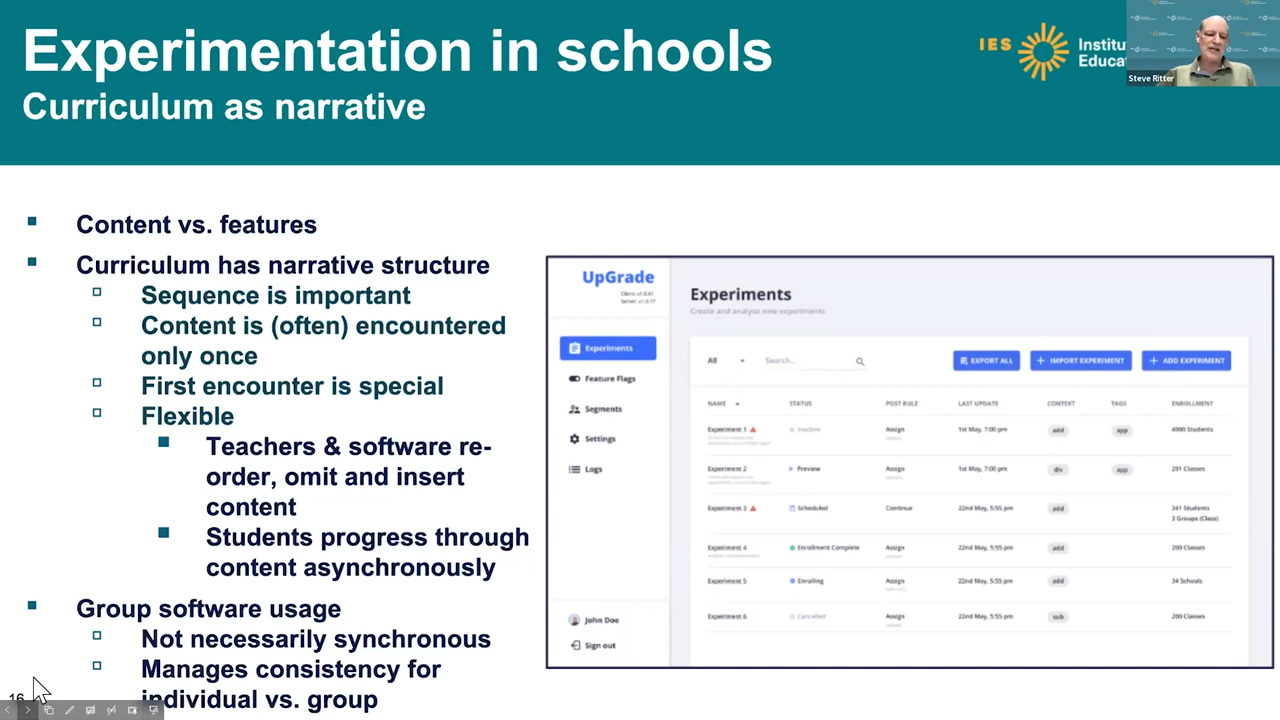 Experimentation in schools
Curriculum as narrative
IES
Institu
Educat
Steve Ritter
Content vs. features
Curriculum has narrative structure
Sequence is important
Content is (often) encountered
only once
First encounter is special
Flexible
Teachers & software re-
order, omit and insert
content
Students progress through
content asynchronously
Group software usage
Not necessarily synchronous
Manages consistency for
individual vs. group
16
UpGrade
Experiments
Feature Flags
Segments
Settings
Logs
John Doe
Sign out
Experiments
Create and analyse new experiments
All
Search...
EXPORT ALL
IMPORT EXPERIMENT
ADD EXPERIMENT
NAME STATUS POST RULE LAST UPDATE CONTEXT TAGS ENROLLMENT
Experiment 1 Inactive Assign 1st May, 7:00 pm add app 4000 Students
Experiment 2 Preview Assign 1st May, 7:00 pm div app 201 Classes
Experiment 3 Scheduled Continue 22nd May, 5:55 pm add 341 Students
3 Groups (Class)
Experiment 4 Enrollment Complete Assign 22nd May, 5:55 pm add 200 Classes
Experiment 5 Enrolling Assign 22nd May, 5:55 pm add 34 Schools
Experiment 6 Cancelled Assign 22nd May, 5:55 pm sub 200 Classes